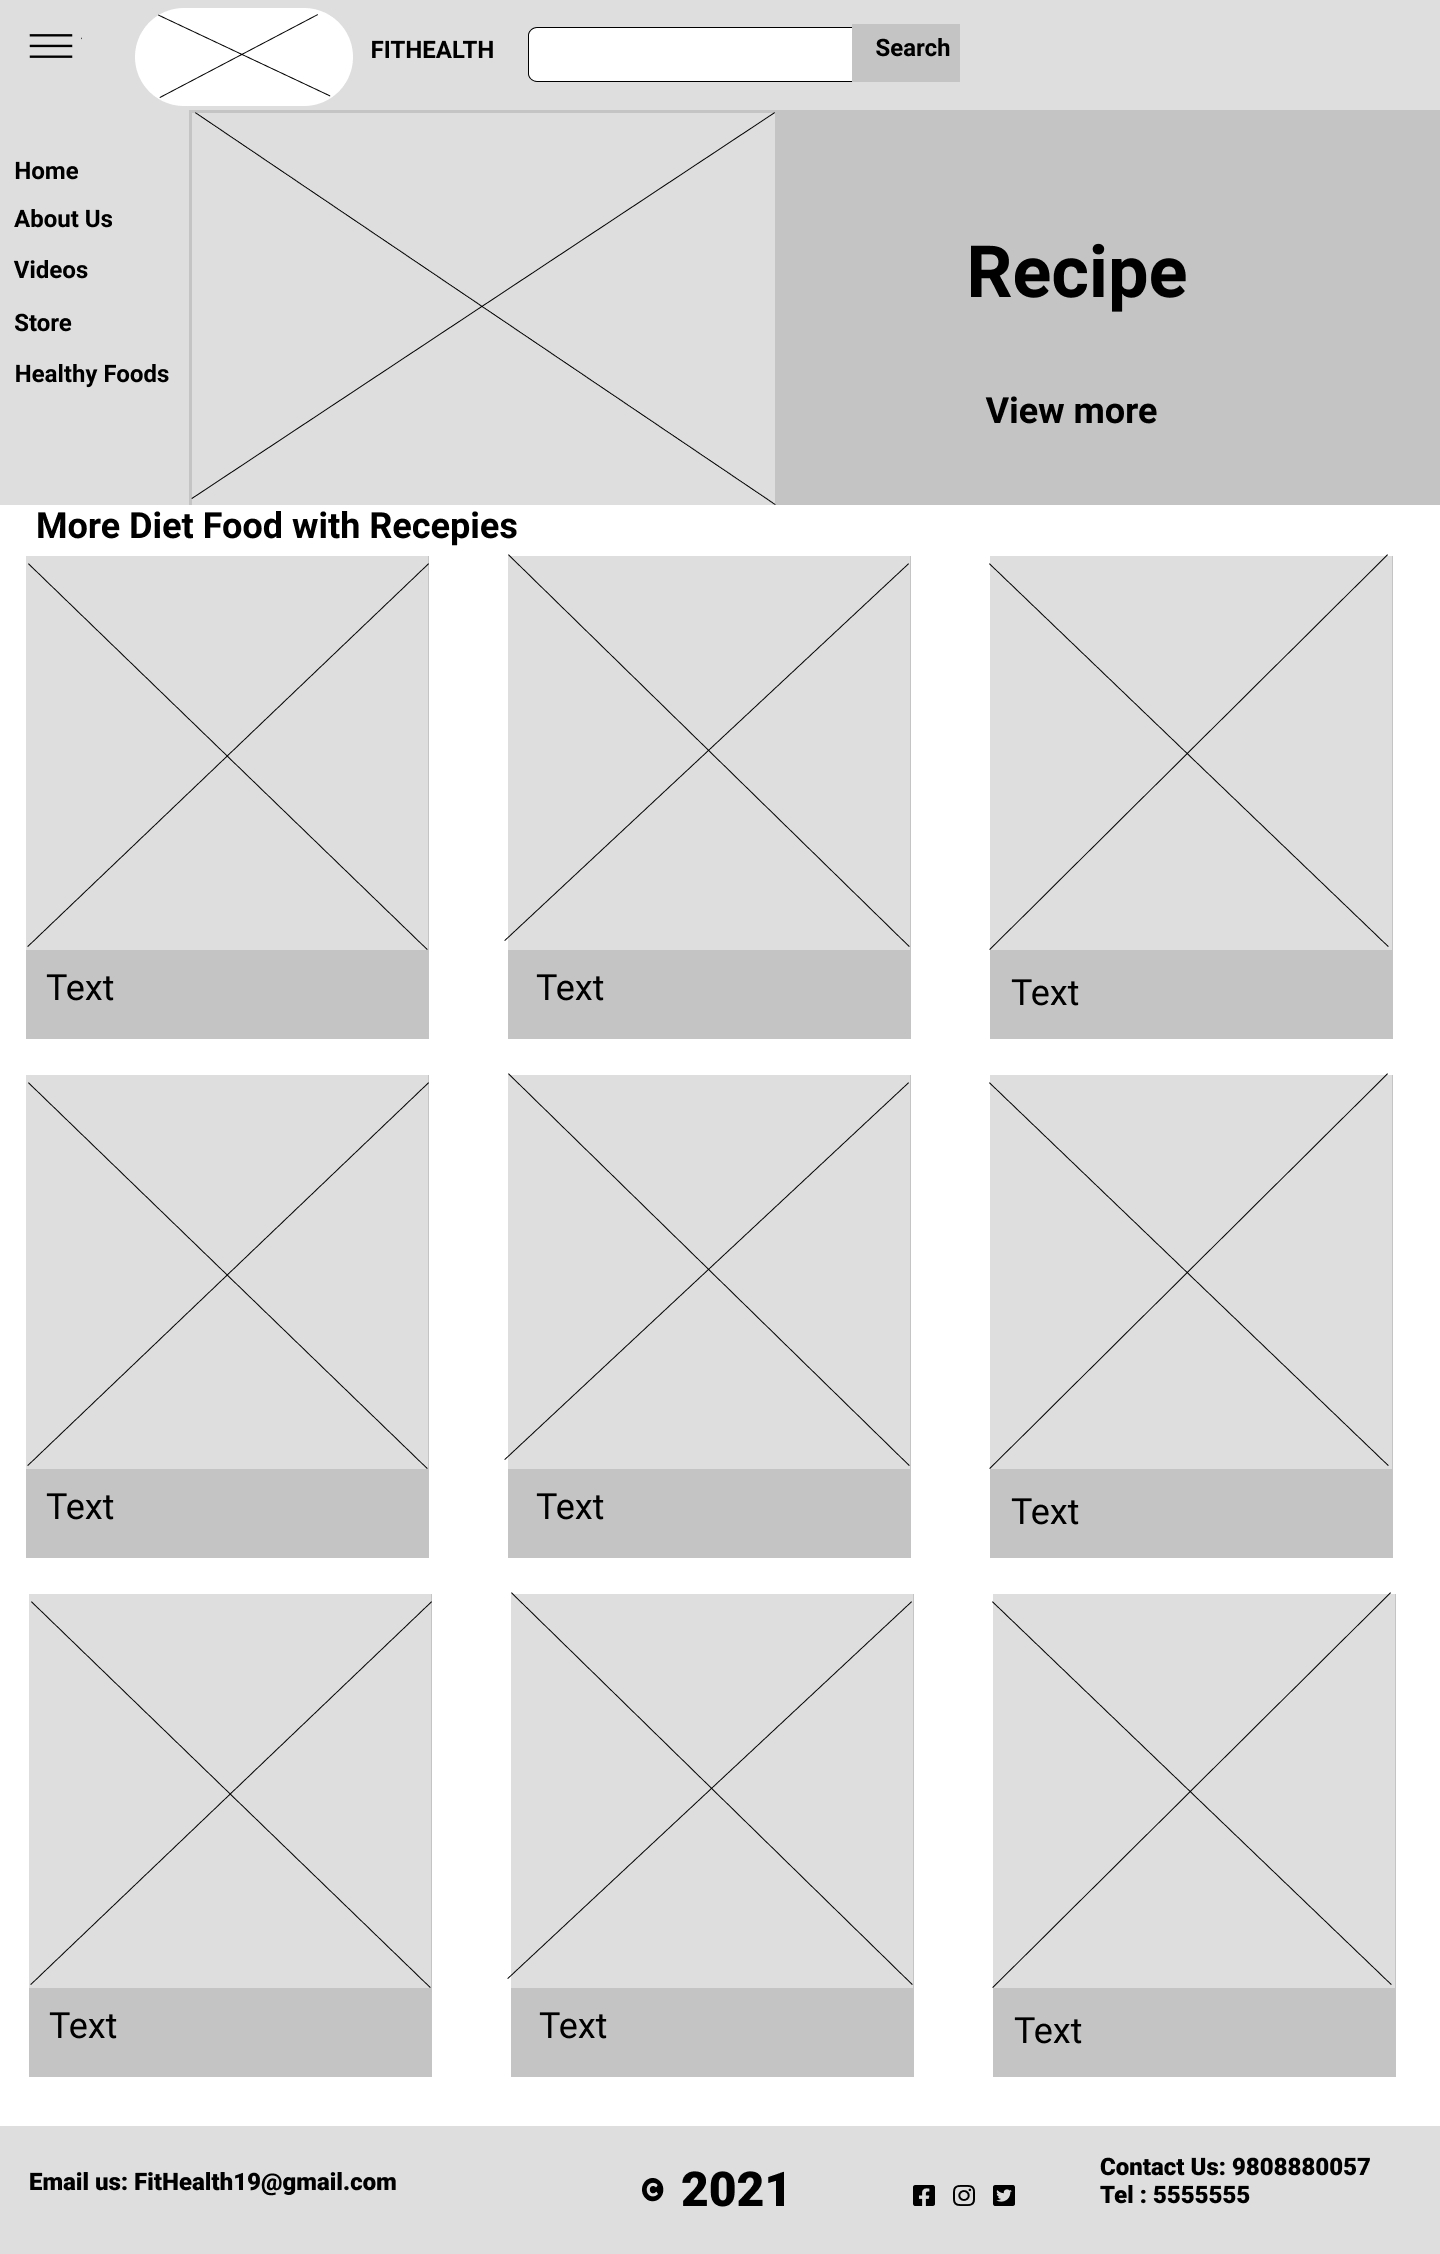 FITHEALTH
Search
Home
About Us
Videos
Store
Healthy Foods
Recipe
View more
More Diet Food with Recepies
Text
Text
Text
Text
Text
Text
Text
Text
Text
Email us: FitHealth19@gmail.com
© 2021
Contact Us: 9808880057
Tel : 5555555